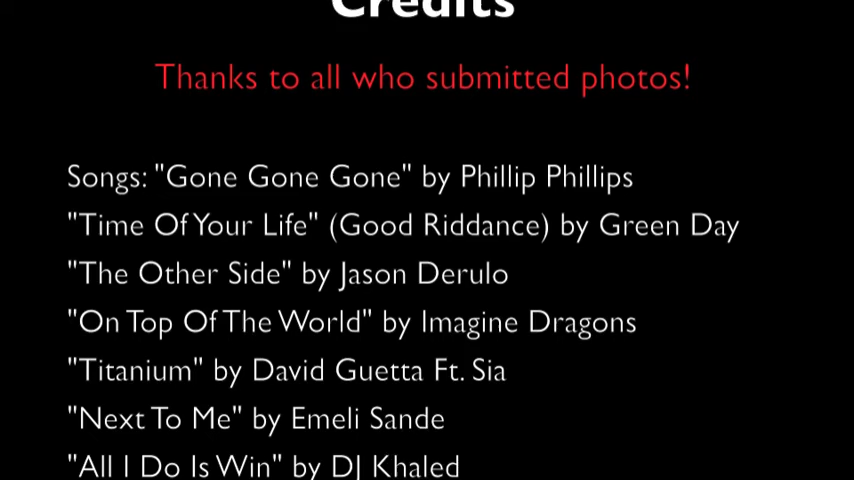 Credits
Thanks to all who submitted photos!
Songs: "Gone Gone Gone" by Phillip Phillips
"Time Of Your Life" (Good Riddance) by Green Day
"The Other Side" by Jason Derulo
"On Top Of The World" by Imagine Dragons
"Titanium" by David Guetta Ft. Sia
"Next To Me" by Emeli Sande
"All I Do Is Win" by DJ Khaled